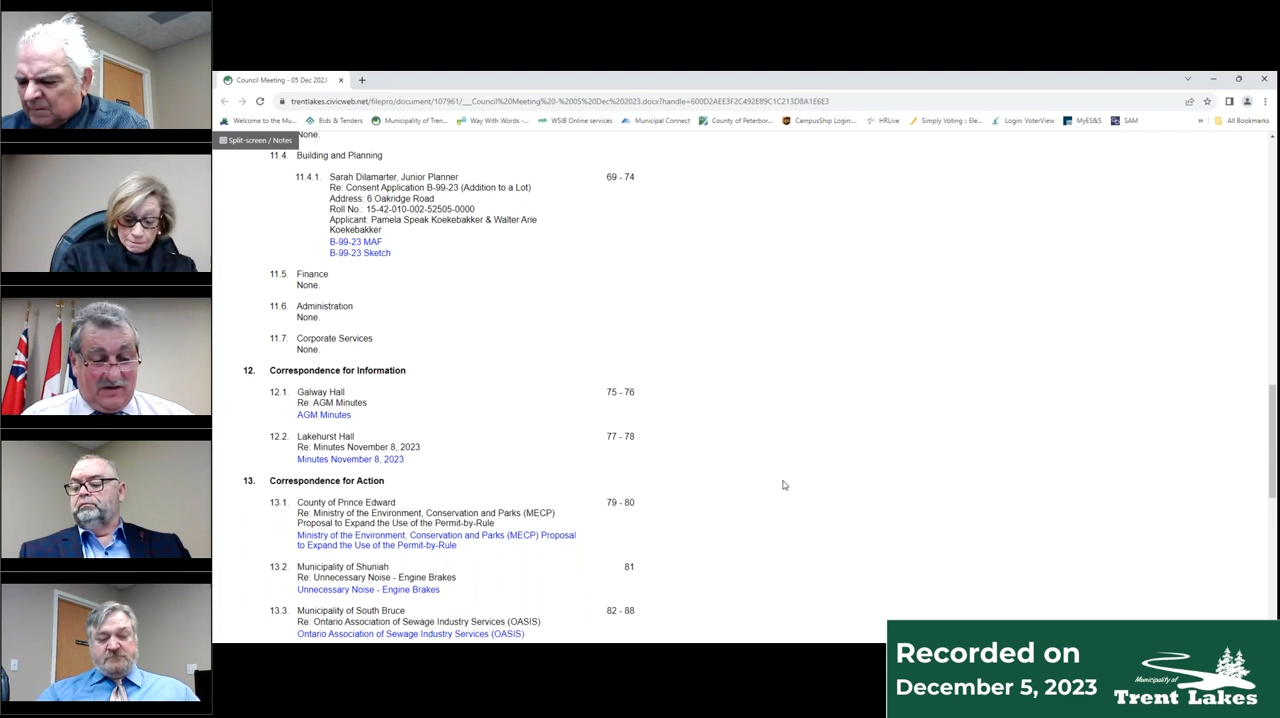 Council Meeting - 05 Dec 2023
trentlakes.civicweb.net/filepro/document/107961/__Council%20Meeting%20-%2005%20Dec%202023.docx?handle=600D2AEE3F2C492E89C1C213D8A1E6E3
Welcome to the Mu... Bids & Tenders Municipality of Tren... Way With Words -... WSIB Online services Municipal Connect County of Peterbor... CampusShip Login:... HRLive Simply Voting :: Ele... Login: VoterView MyES&S SAM » All Bookmarks
Split-screen / Notes
None.
11.4. Building and Planning
11.4.1. Sarah Dilamarter, Junior Planner 69 - 74
Re: Consent Application B-99-23 (Addition to a Lot)
Address: 6 Oakridge Road
Roll No.: 15-42-010-002-52505-0000
Applicant: Pamela Speak Koekebakker & Walter Arie
Koekebakker
B-99-23 MAF
B-99-23 Sketch
11.5. Finance
None.
11.6. Administration
None.
11.7. Corporate Services
None.
12. Correspondence for Information
12.1. Galway Hall 75 - 76
Re: AGM Minutes
AGM Minutes
12.2. Lakehurst Hall 77 - 78
Re: Minutes November 8, 2023
Minutes November 8, 2023
13. Correspondence for Action
13.1. County of Prince Edward 79 - 80
Re: Ministry of the Environment, Conservation and Parks (MECP)
Proposal to Expand the Use of the Permit-by-Rule
Ministry of the Environment, Conservation and Parks (MECP) Proposal
to Expand the Use of the Permit-by-Rule
13.2. Municipality of Shuniah 81
Re: Unnecessary Noise - Engine Brakes
Unnecessary Noise - Engine Brakes
13.3. Municipality of South Bruce 82 - 88
Re: Ontario Association of Sewage Industry Services (OASIS)
Ontario Association of Sewage Industry Services (OASIS)
Recorded on
December 5, 2023
Municipality of
Trent Lakes